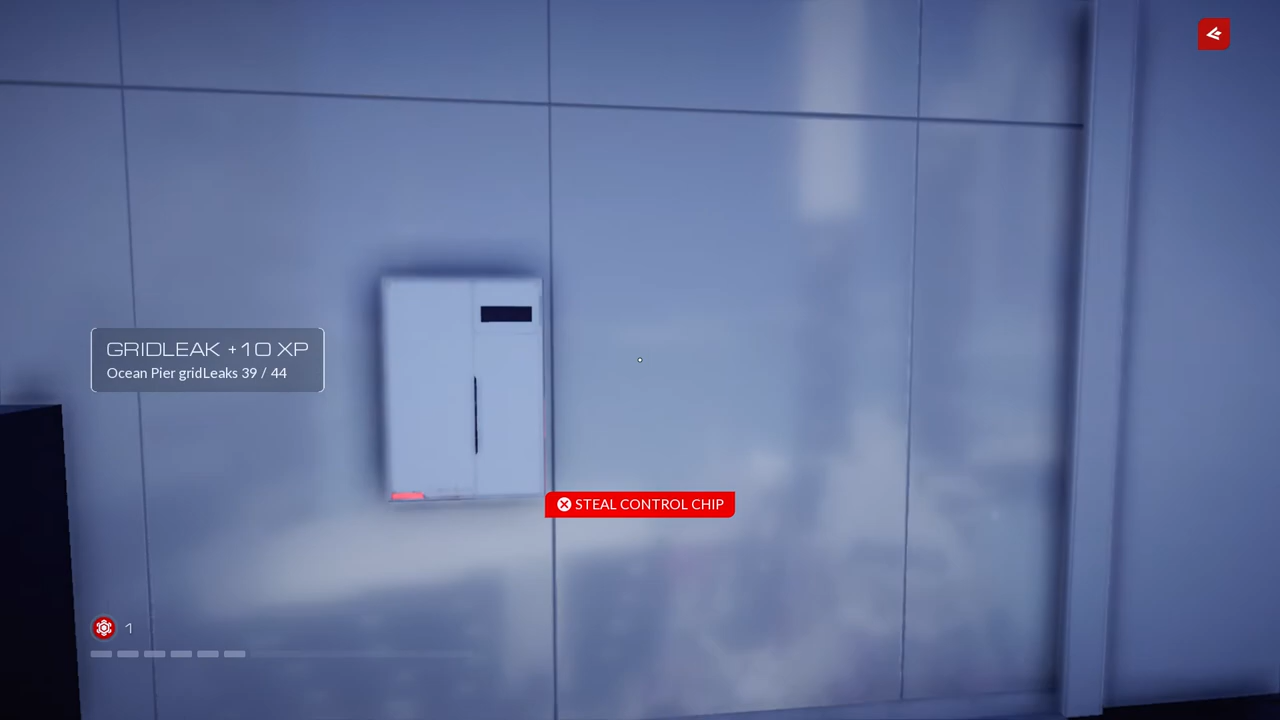 GRIDLEAK +10 XP
Ocean Pier gridLeaks 39 / 44
STEAL CONTROL CHIP
1